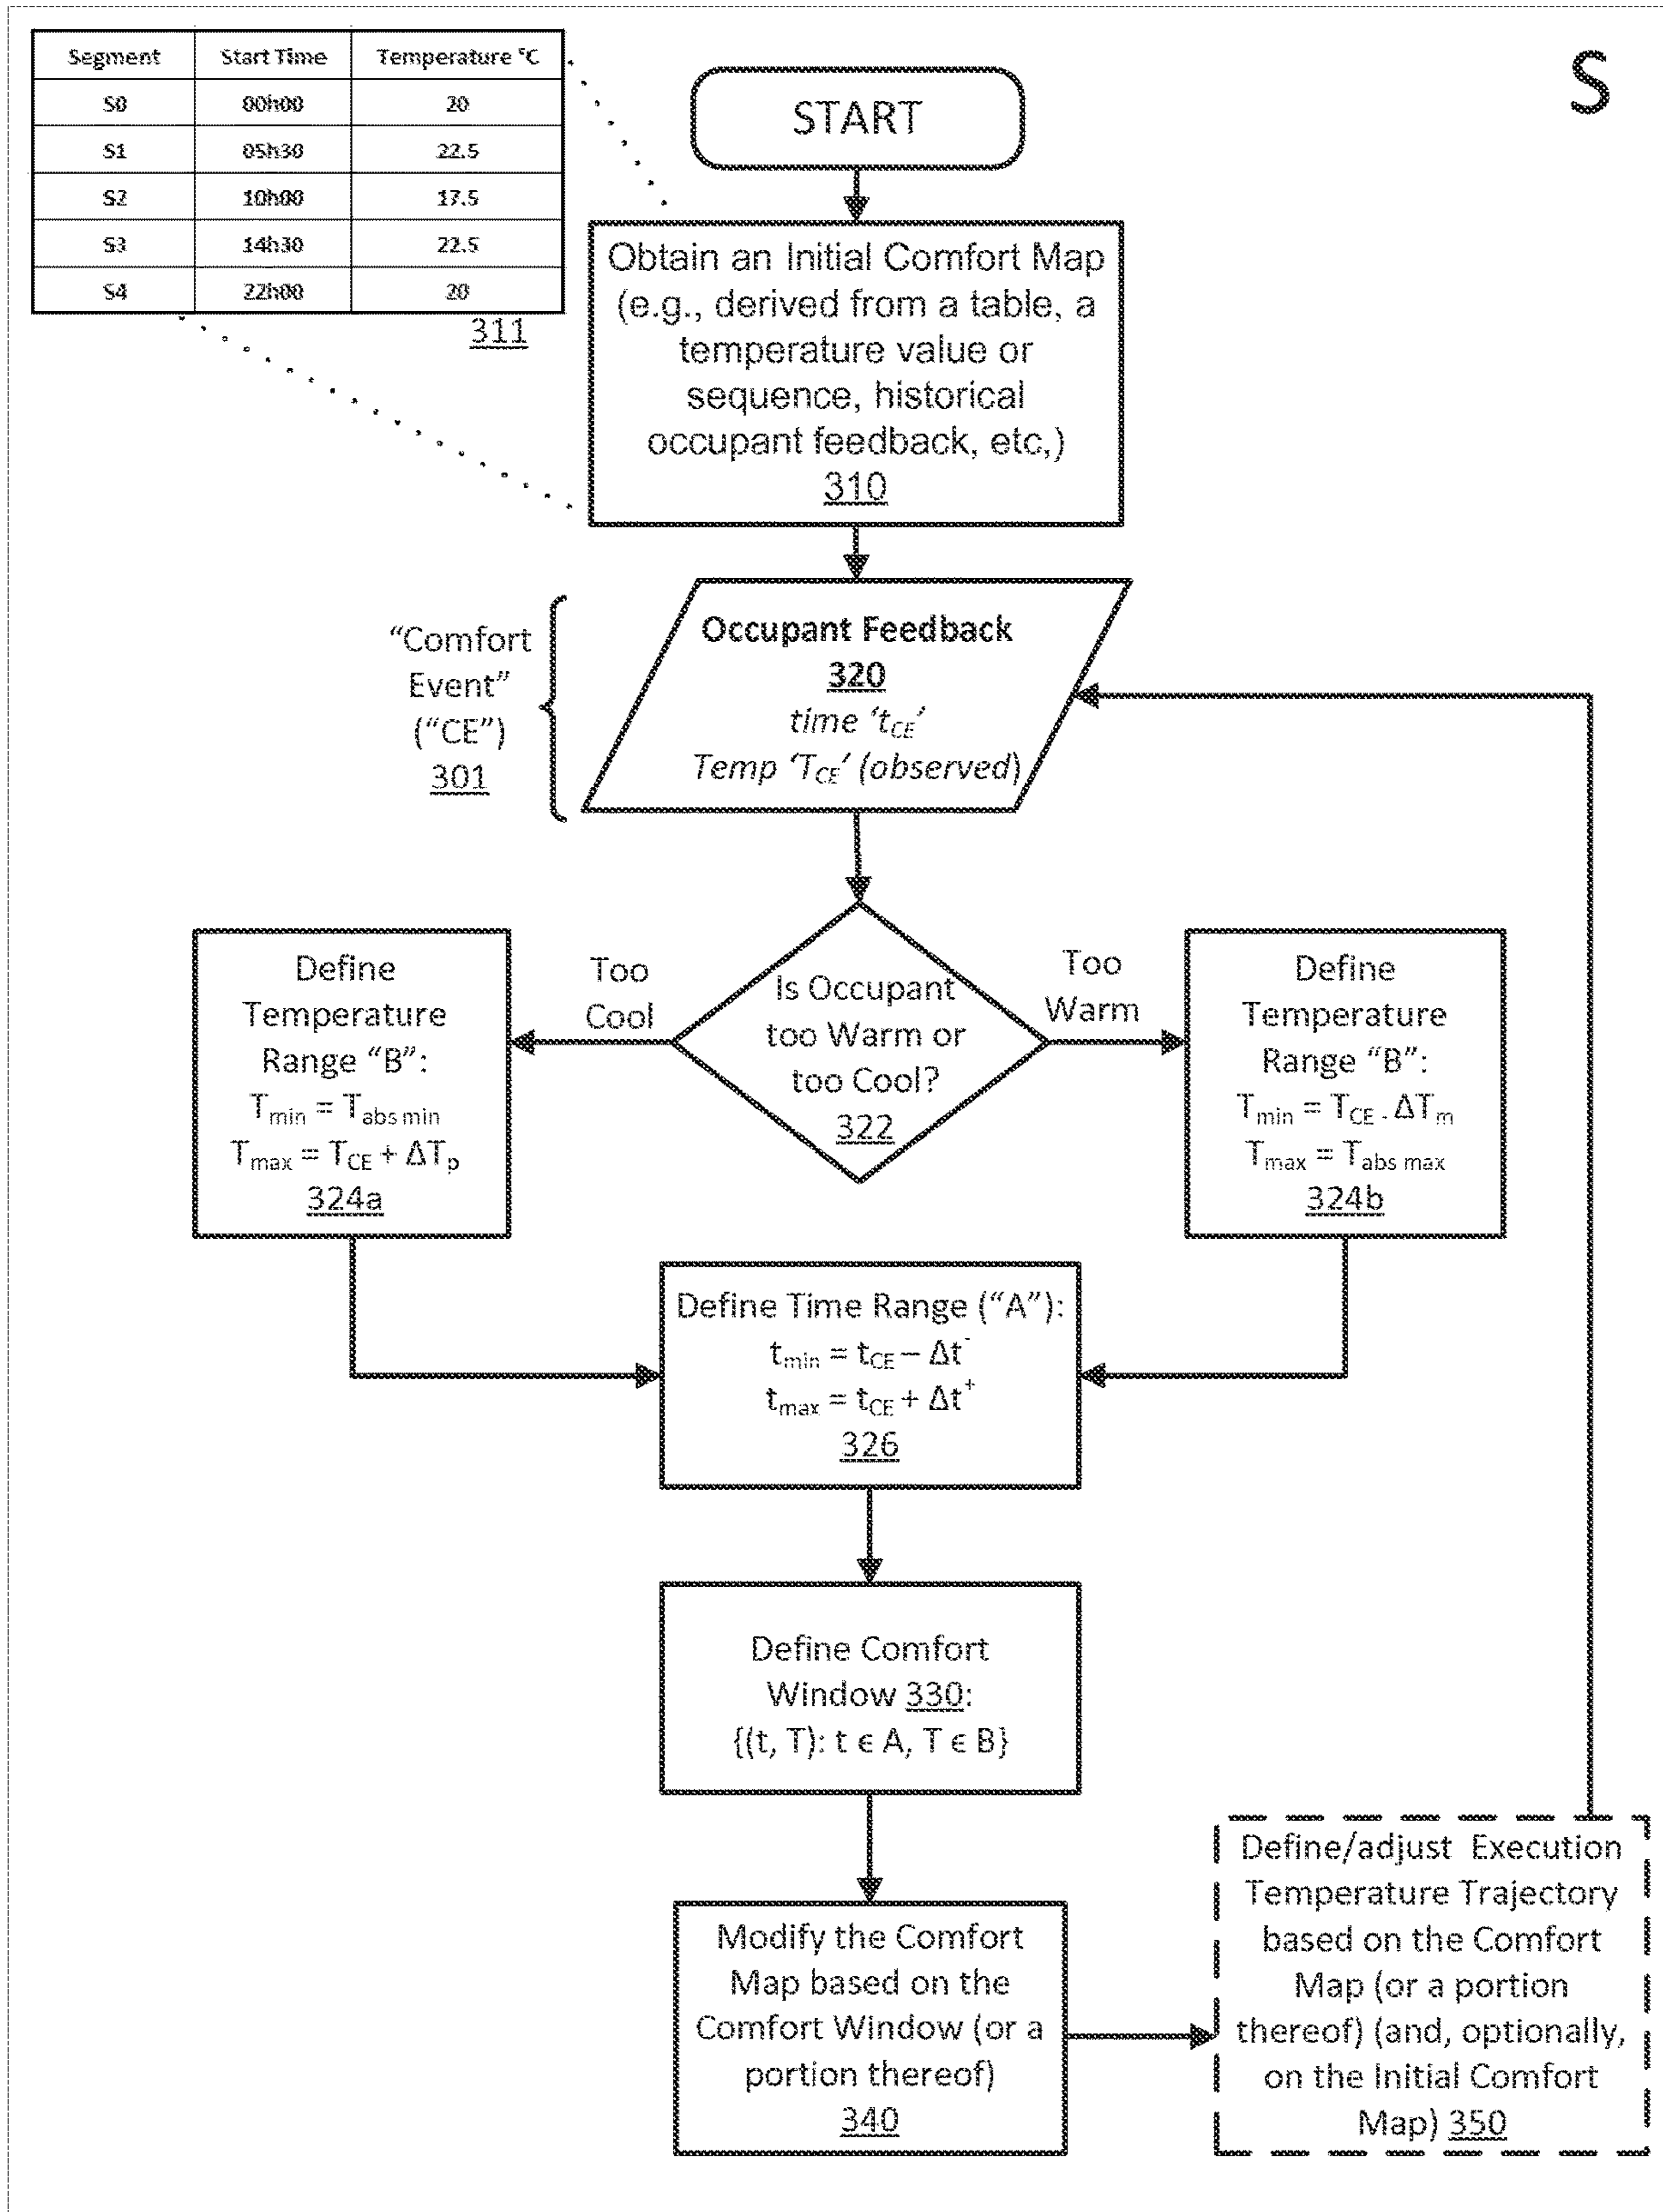 Segment Start Time Temperature °C
S0 00h00 20
S1 05h30 22.5
S2 10h00 17.5
S3 14h30 22.5
S4 22h00 20
311
S
START
Obtain an Initial Comfort Map
(e.g., derived from a table, a
temperature value or
sequence, historical
occupant feedback, etc,)
310
"Comfort
Event"
("CE")
301
Occupant Feedback
320
time 't_CE'
Temp 'T_CE' (observed)
Is Occupant
too Warm or
too Cool?
322
Too
Cool
Too
Warm
Define
Temperature
Range "B":
T_min = T_abs min
T_max = T_CE + ΔT_p
324a
Define
Temperature
Range "B":
T_min = T_CE - ΔT_m
T_max = T_abs max
324b
Define Time Range ("A"):
t_min = t_CE – Δt^-
t_max = t_CE + Δt^+
326
Define Comfort
Window 330:
{(t, T): t ϵ A, T ϵ B}
Modify the Comfort
Map based on the
Comfort Window (or a
portion thereof)
340
Define/adjust Execution
Temperature Trajectory
based on the Comfort
Map (or a portion
thereof) (and, optionally,
on the Initial Comfort
Map) 350